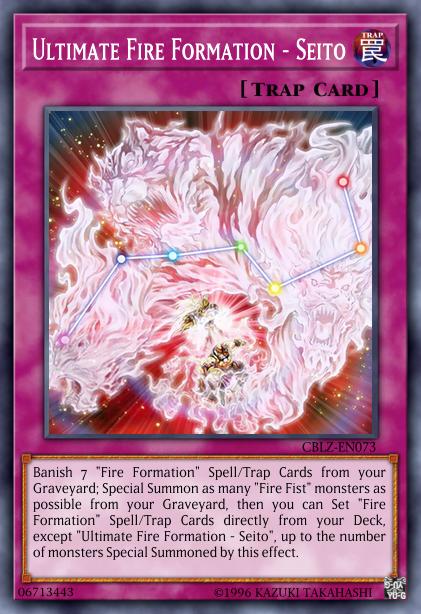 ULTIMATE FIRE FORMATION - SEITO
TRAP
罠
[TRAP CARD]
CBLZ-EN073
Banish 7 "Fire Formation" Spell/Trap Cards from your
Graveyard; Special Summon as many "Fire Fist" monsters as
possible from your Graveyard, then you can Set "Fire
Formation" Spell/Trap Cards directly from your Deck,
except "Ultimate Fire Formation - Seito", up to the number
of monsters Special Summoned by this effect.
06713443
©1996 KAZUKI TAKAHASHI